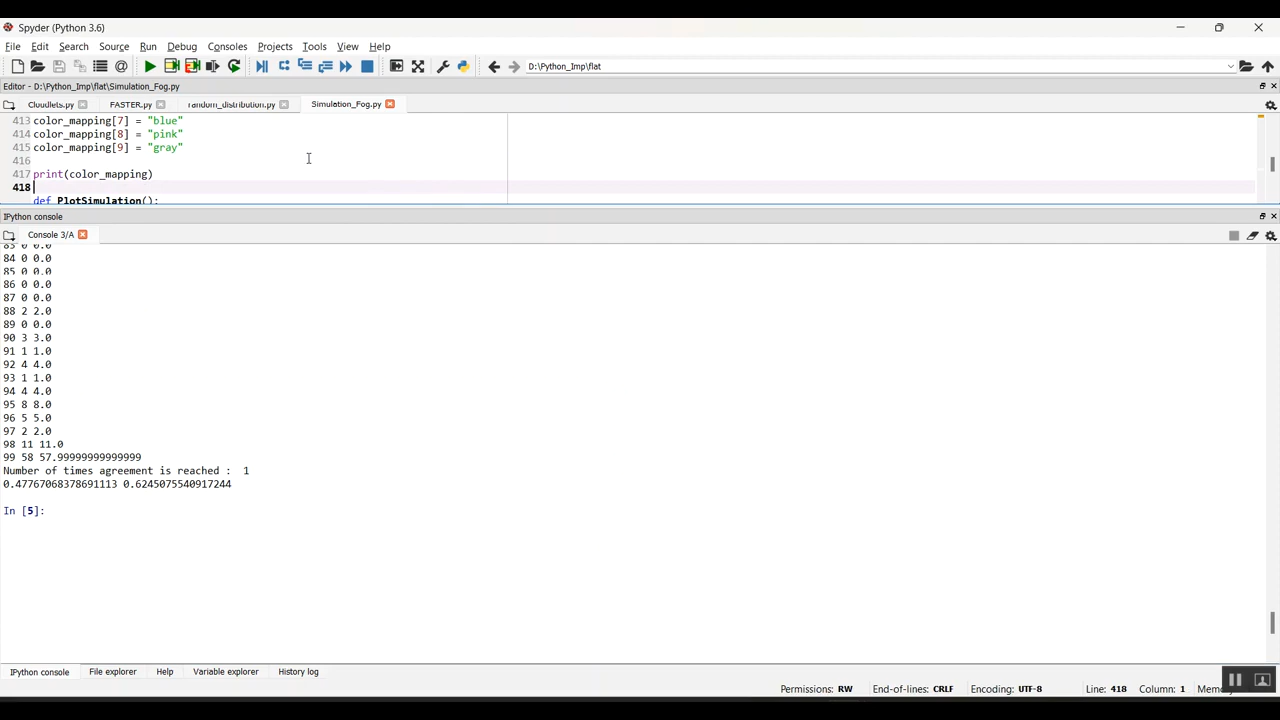 Spyder (Python 3.6)
File Edit Search Source Run Debug Consoles Projects Tools View Help
D:\Python_Imp\flat
Editor - D:\Python_Imp\flat\Simulation_Fog.py
Cloudlets.py FASTER.py random_distribution.py Simulation_Fog.py
413 color_mapping[7] = "blue"
414 color_mapping[8] = "pink"
415 color_mapping[9] = "gray"
416
417 print(color_mapping)
418
def PlotSimulation():
IPython console
Console 3/A
83 0 0.0
84 0 0.0
85 0 0.0
86 0 0.0
87 0 0.0
88 2 2.0
89 0 0.0
90 3 3.0
91 1 1.0
92 4 4.0
93 1 1.0
94 4 4.0
95 8 8.0
96 5 5.0
97 2 2.0
98 11 11.0
99 58 57.99999999999999
Number of times agreement is reached :  1
0.47767068378691113 0.6245075540917244
In [5]:
IPython console File explorer Help Variable explorer History log
Permissions: RW End-of-lines: CRLF Encoding: UTF-8 Line: 418 Column: 1 Memo